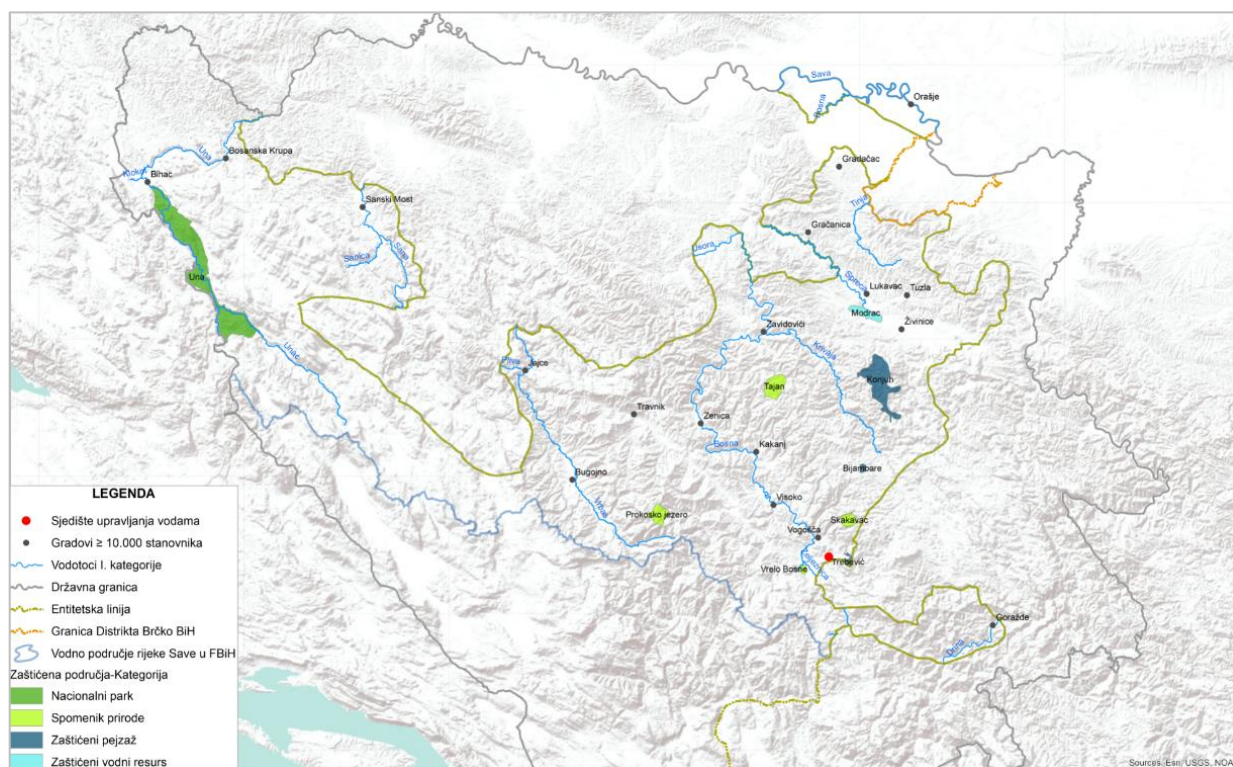 Sava
Bosna
Orašje
Bosanska Krupa
Una
Klokot
Bihac
Gradačac
Tinja
Sanski Most
Gračanica
Sanica
Sana
Usora
Una
Spreča
Lukavac
Tuzla
Modrac
Živinice
Zavidovići
Unac
Krivaja
Pliva
Jajce
Tajan
Konjuh
Travnik
Zenica
Bosna
Kakanj
Bijambare
Bugojno
Visoko
Vrbas
Prokosko jezero
Skakavac
Vogošća
Trebević
Vrelo Bosne
Željeznica
Goražde
Drina
LEGENDA
Sjedište upravljanja vodama
Gradovi ≥ 10.000 stanovnika
Vodotoci I. kategorije
Državna granica
Entitetska linija
Granica Distrikta Brčko BiH
Vodno područje rijeke Save u FBiH
Zaštićena područja-Kategorija
Nacionalni park
Spomenik prirode
Zaštićeni pejzaž
Zaštićeni vodni resurs
Sources: Esri, USGS, NOA